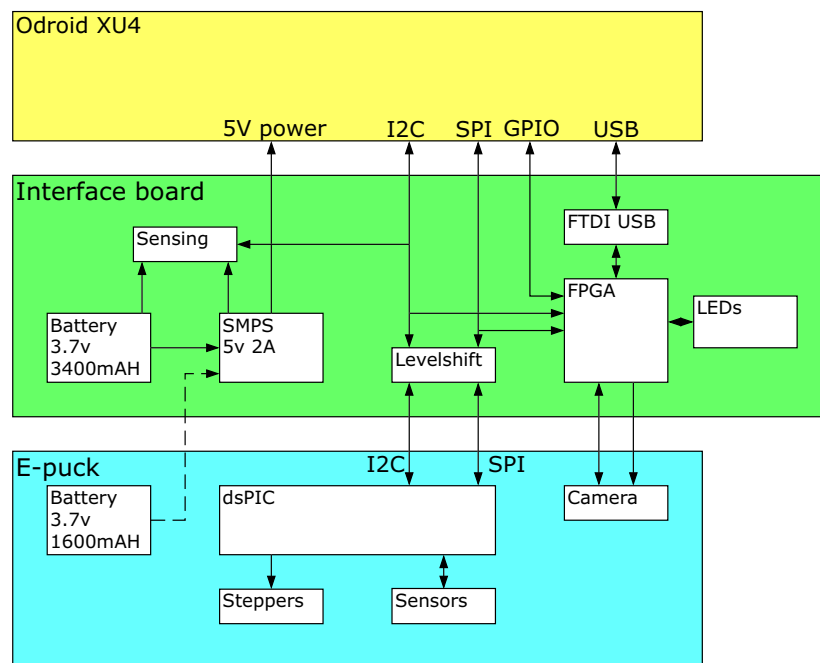 Odroid XU4
5V power
I2C
SPI
GPIO
USB
Interface board
Sensing
FTDI USB
FPGA
LEDs
Battery
3.7v
3400mAH
SMPS
5v 2A
Levelshift
E-puck
I2C
SPI
Battery
3.7v
1600mAH
dsPIC
Camera
Steppers
Sensors